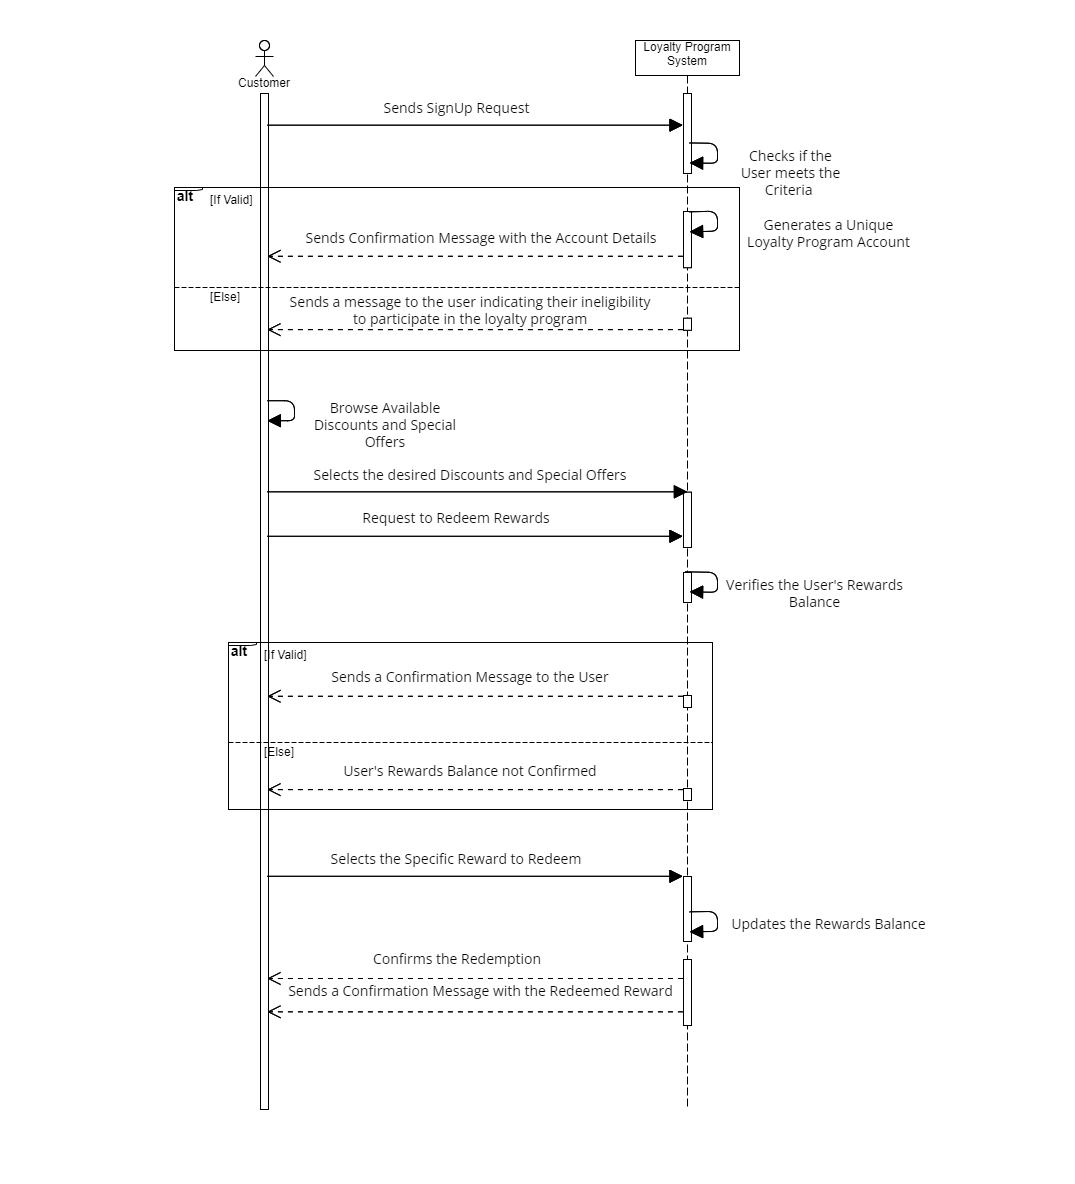 Customer
Loyalty Program
System
Sends SignUp Request
Checks if the
User meets the
Criteria
alt
[If Valid]
Generates a Unique
Loyalty Program Account
Sends Confirmation Message with the Account Details
[Else]
Sends a message to the user indicating their ineligibility
to participate in the loyalty program
Browse Available
Discounts and Special
Offers
Selects the desired Discounts and Special Offers
Request to Redeem Rewards
Verifies the User's Rewards
Balance
alt
[If Valid]
Sends a Confirmation Message to the User
[Else]
User's Rewards Balance not Confirmed
Selects the Specific Reward to Redeem
Updates the Rewards Balance
Confirms the Redemption
Sends a Confirmation Message with the Redeemed Reward